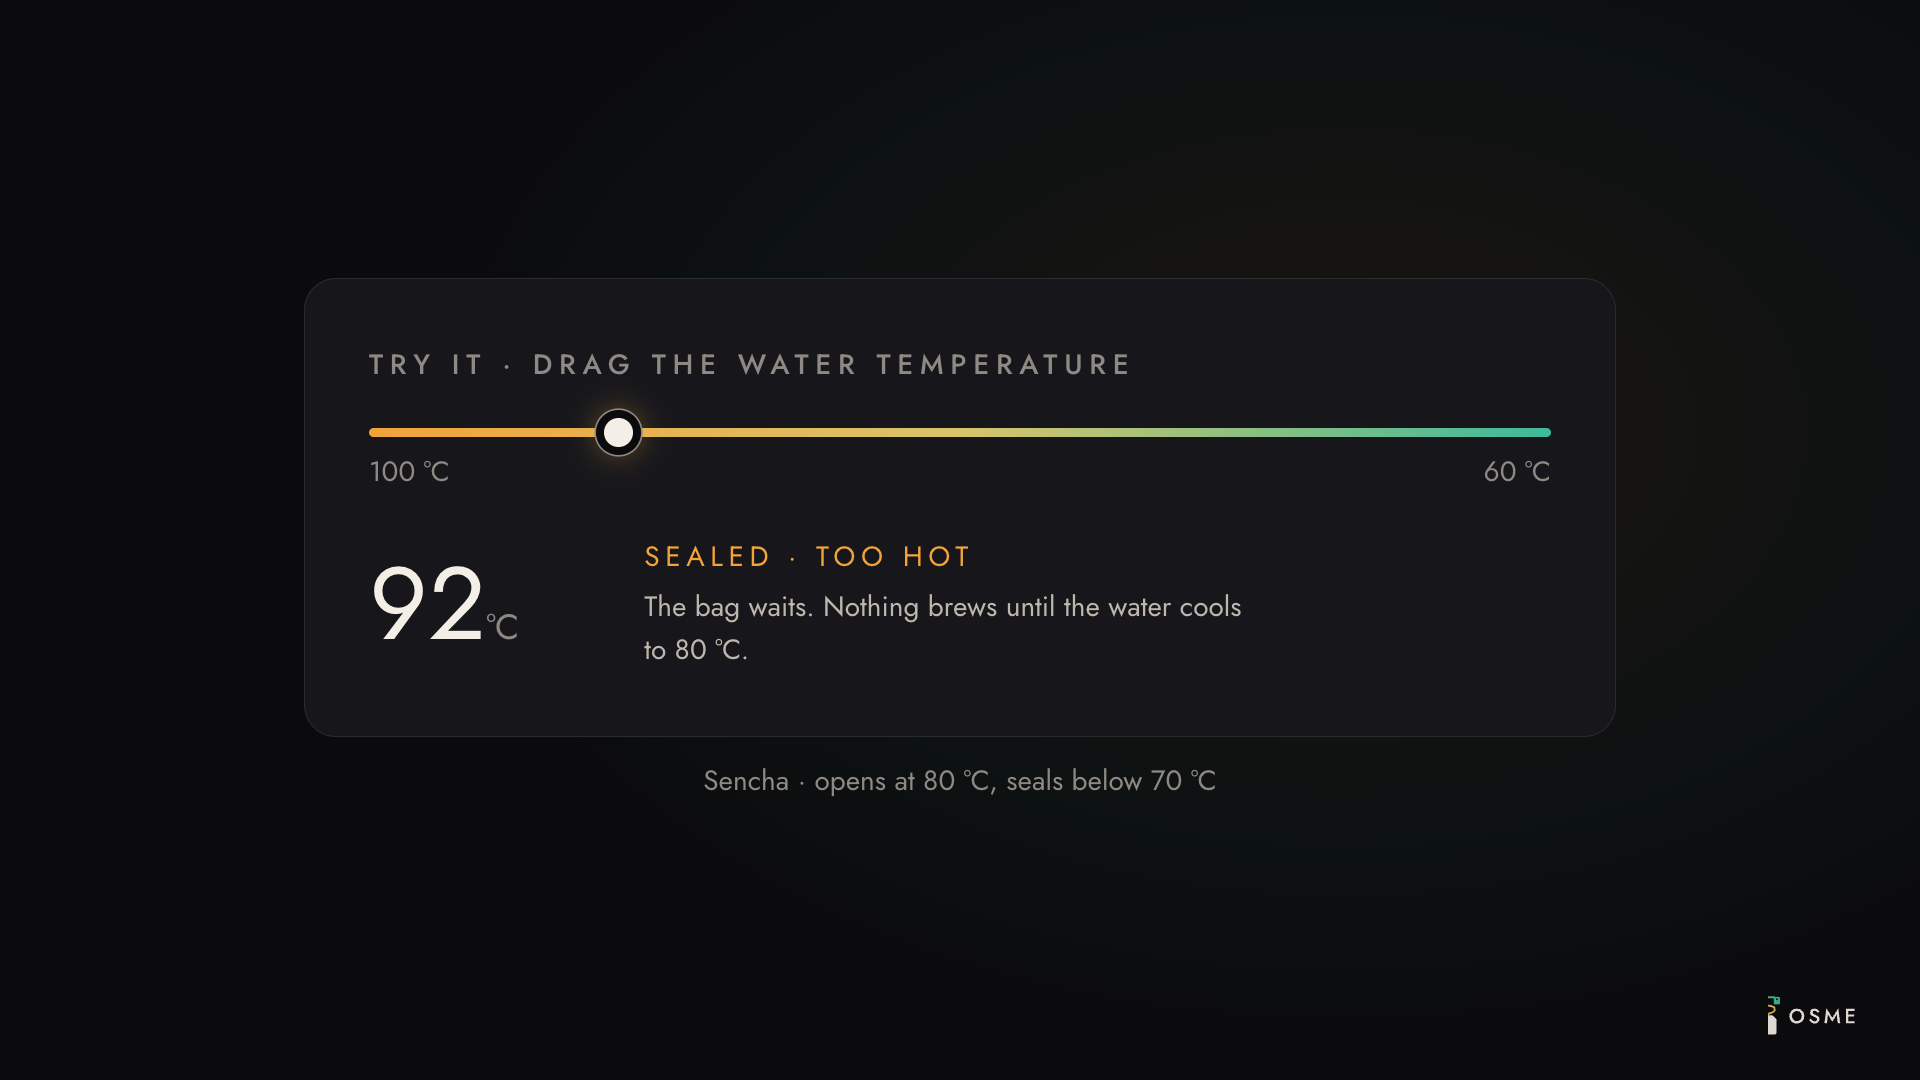 TRY IT · DRAG THE WATER TEMPERATURE
100 °C
60 °C
92 °C
SEALED · TOO HOT
The bag waits. Nothing brews until the water cools
to 80 °C.
Sencha · opens at 80 °C, seals below 70 °C
OSME